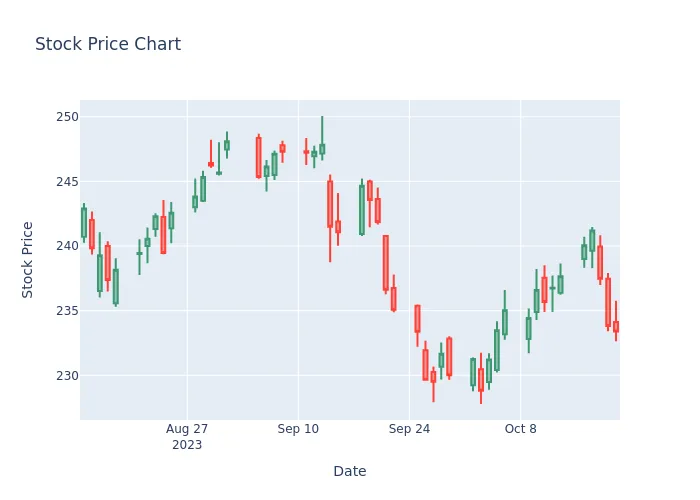 Stock Price Chart
Stock Price
250
245
240
235
230
Aug 27
2023
Sep 10
Sep 24
Oct 8
Date